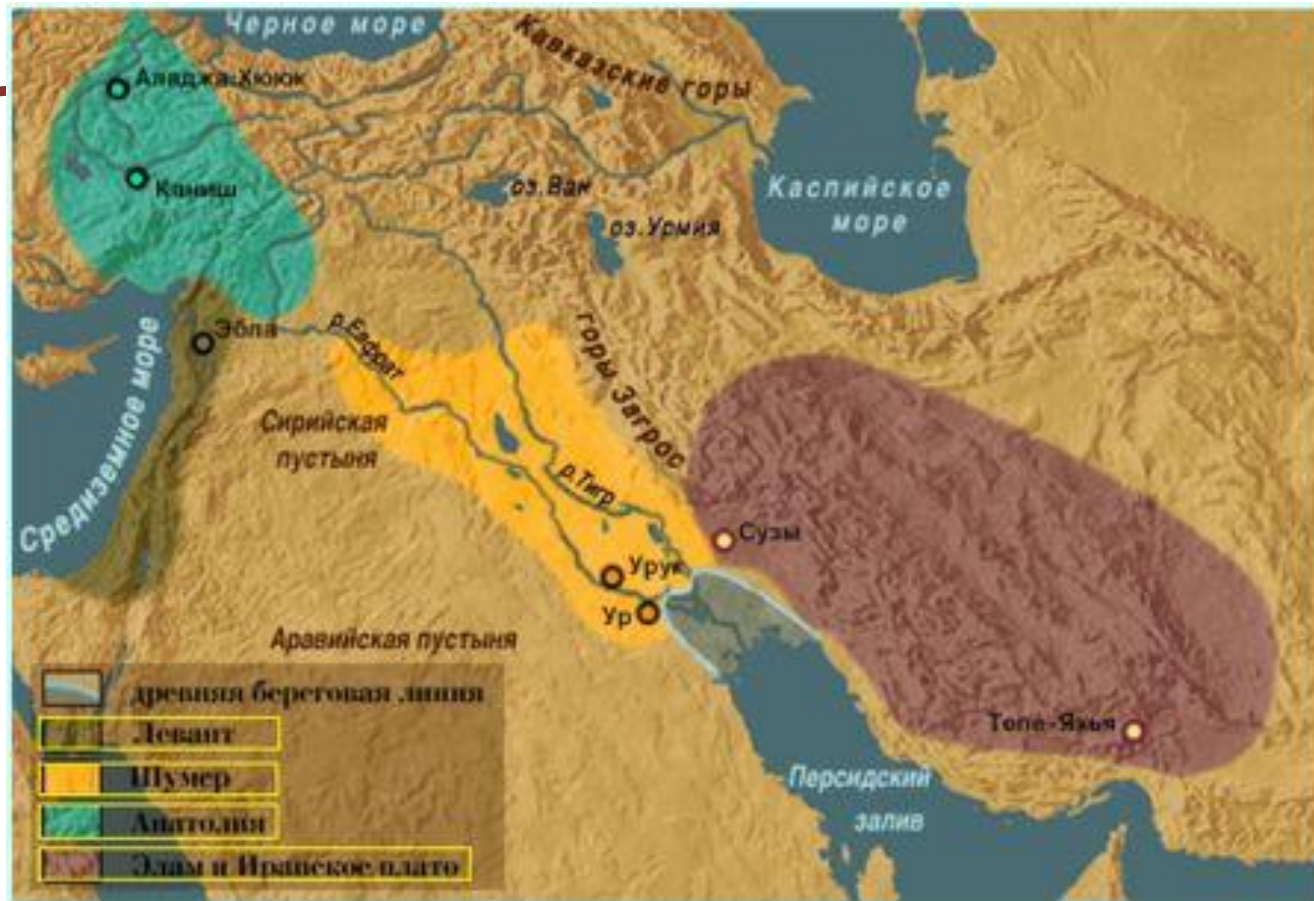 Черное море
Кавказские горы
Аладжа-Хююк
Каниш
оз.Ван
оз.Урмия
Каспийское
море
Эбла
р.Евфрат
горы Загрос
Средиземное море
Сирийская
пустыня
р.Тигр
Сузы
Урук
Ур
Аравийская пустыня
древняя береговая линия
Левант
Шумер
Анатолия
Элам и Иранское плато
Топе-Яхья
Персидский
залив